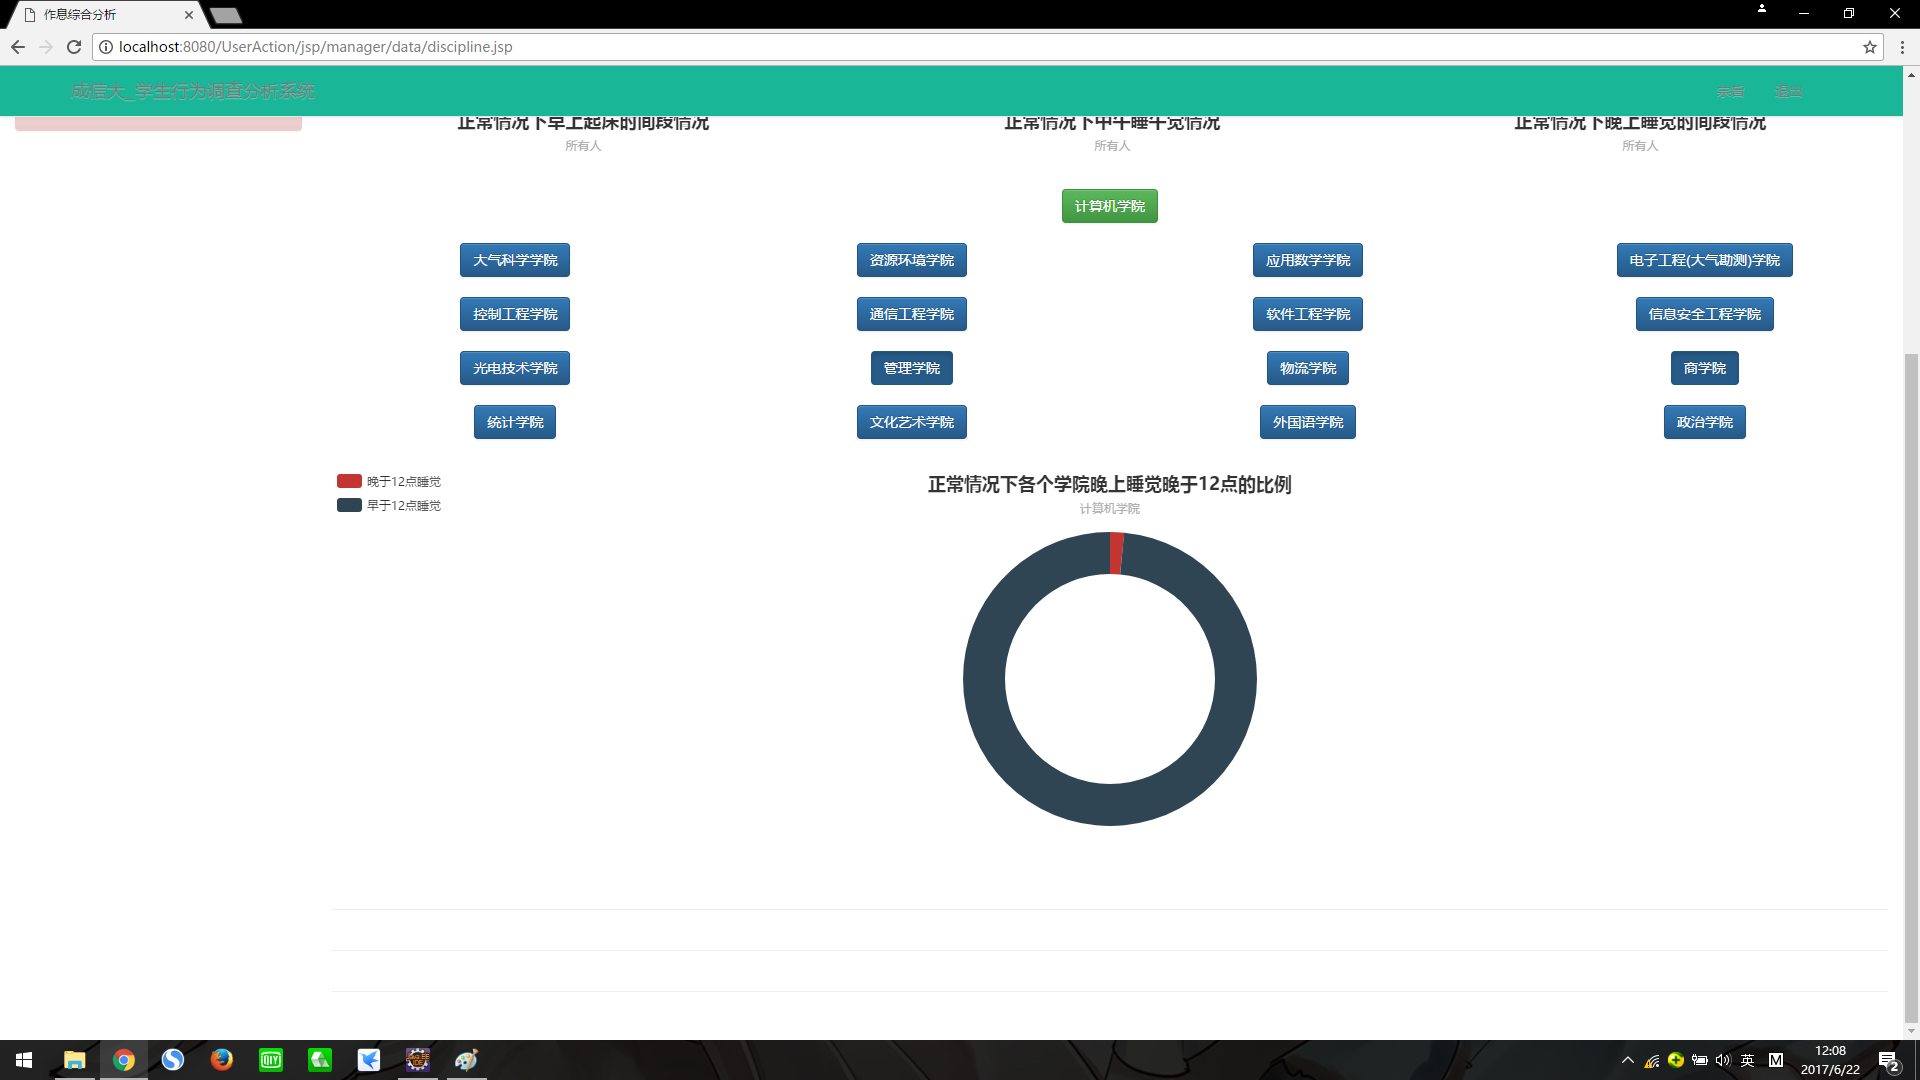 作息综合分析
localhost:8080/UserAction/jsp/manager/data/discipline.jsp
成信大_学生行为调查分析系统
退出
正常情况下早上起床的间段情况
正常情况下中午睡午觉情况
正常情况下晚上睡觉的间段情况
所有人
所有人
所有人
计算机学院
大气科学学院
资源环境学院
应用数学学院
电子工程(大气勘测)学院
控制工程学院
通信工程学院
软件工程学院
信息安全工程学院
光电技术学院
管理学院
物流学院
商学院
统计学院
文化艺术学院
外国语学院
政治学院
晚于12点睡觉
早于12点睡觉
正常情况下各个学院晚上睡觉晚于12点的比例
计算机学院
DIY
英
M
12:08
2017/6/22
2